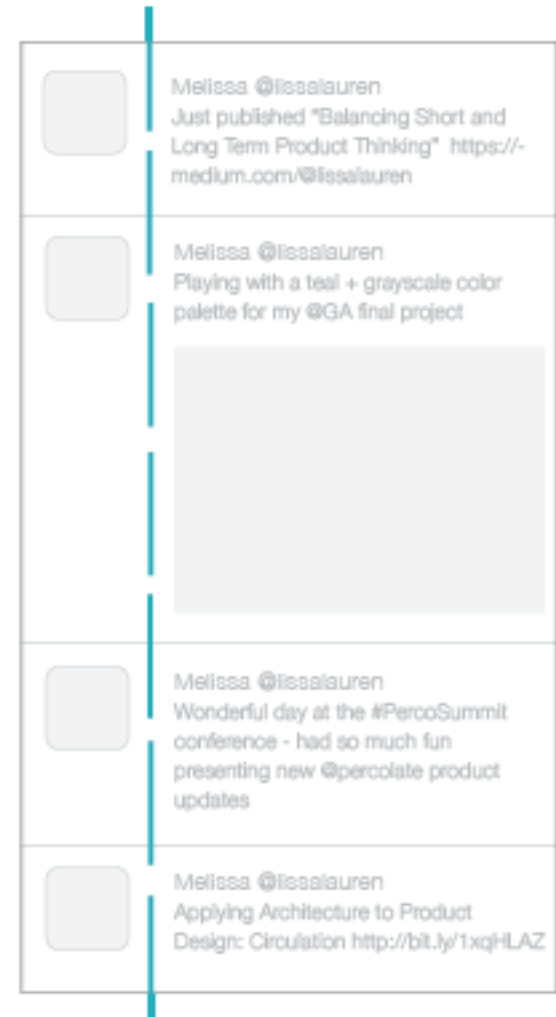 Melissa @lissalauren
Just published "Balancing Short and
Long Term Product Thinking" https://-
medium.com/@lissalauren
Melissa @lissalauren
Playing with a teal + grayscale color
palette for my @GA final project
Melissa @lissalauren
Wonderful day at the #PercoSummit
conference - had so much fun
presenting new @percolate product
updates
Melissa @lissalauren
Applying Architecture to Product
Design: Circulation http://bit.ly/1xqHLAZ